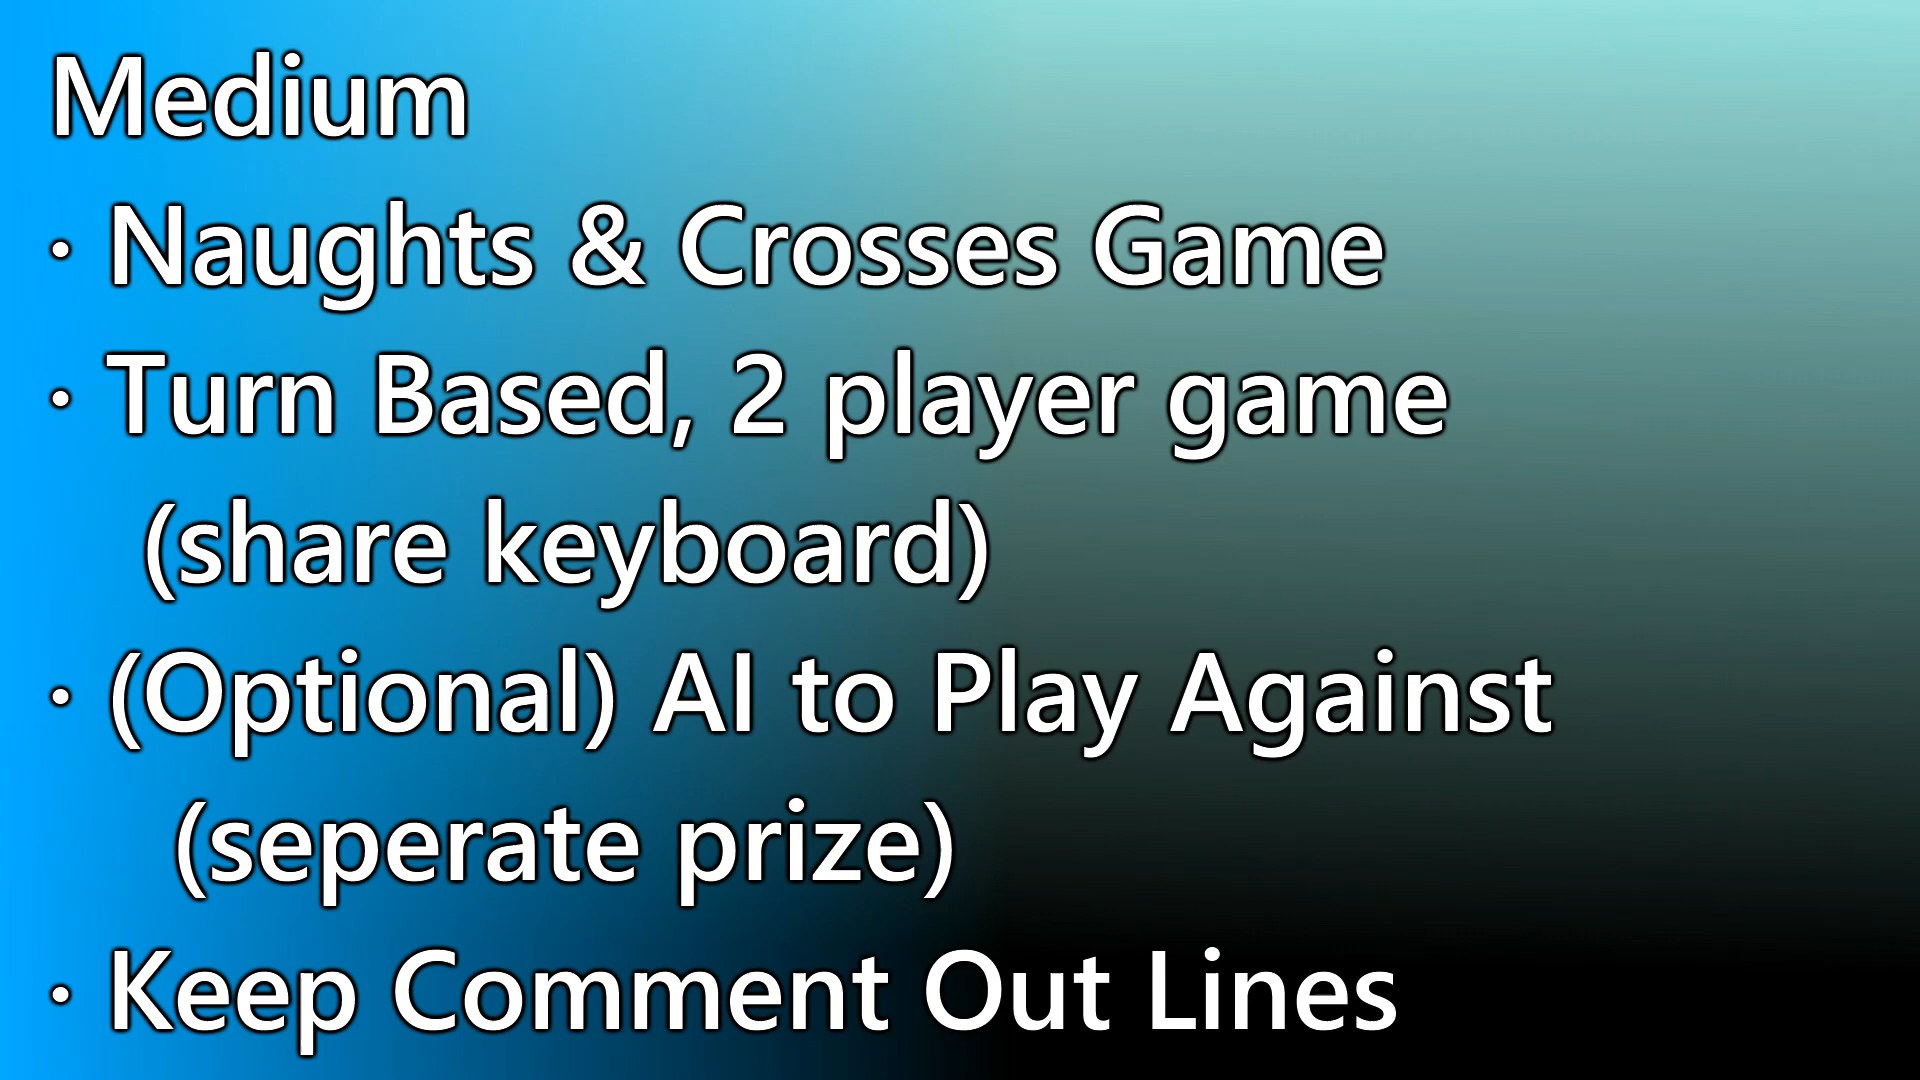 Medium
• Naughts & Crosses Game
• Turn Based, 2 player game
(share keyboard)
• (Optional) AI to Play Against
(seperate prize)
• Keep Comment Out Lines